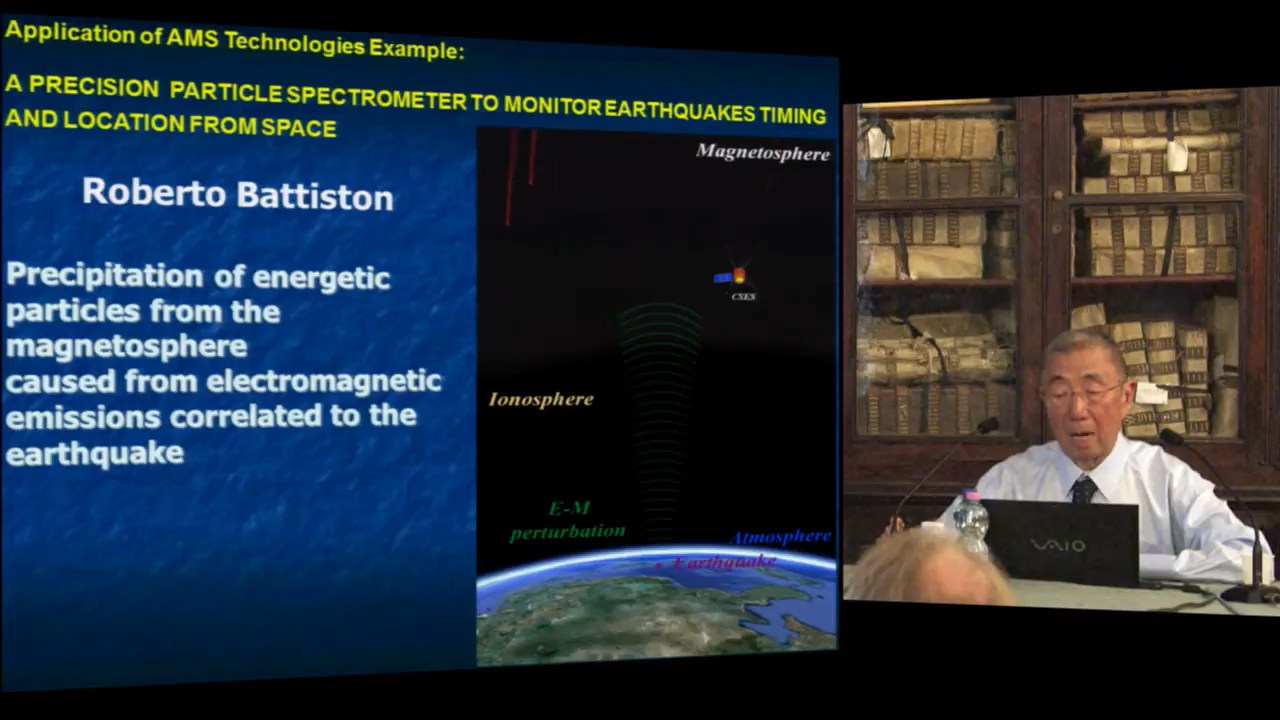 Application of AMS Technologies Example:
A PRECISION PARTICLE SPECTROMETER TO MONITOR EARTHQUAKES TIMING
AND LOCATION FROM SPACE
Roberto Battiston
Precipitation of energetic
particles from the
magnetosphere
caused from electromagnetic
emissions correlated to the
earthquake
Magnetosphere
CSES
Ionosphere
E-M
perturbation
Atmosphere
Earthquake
VAIO